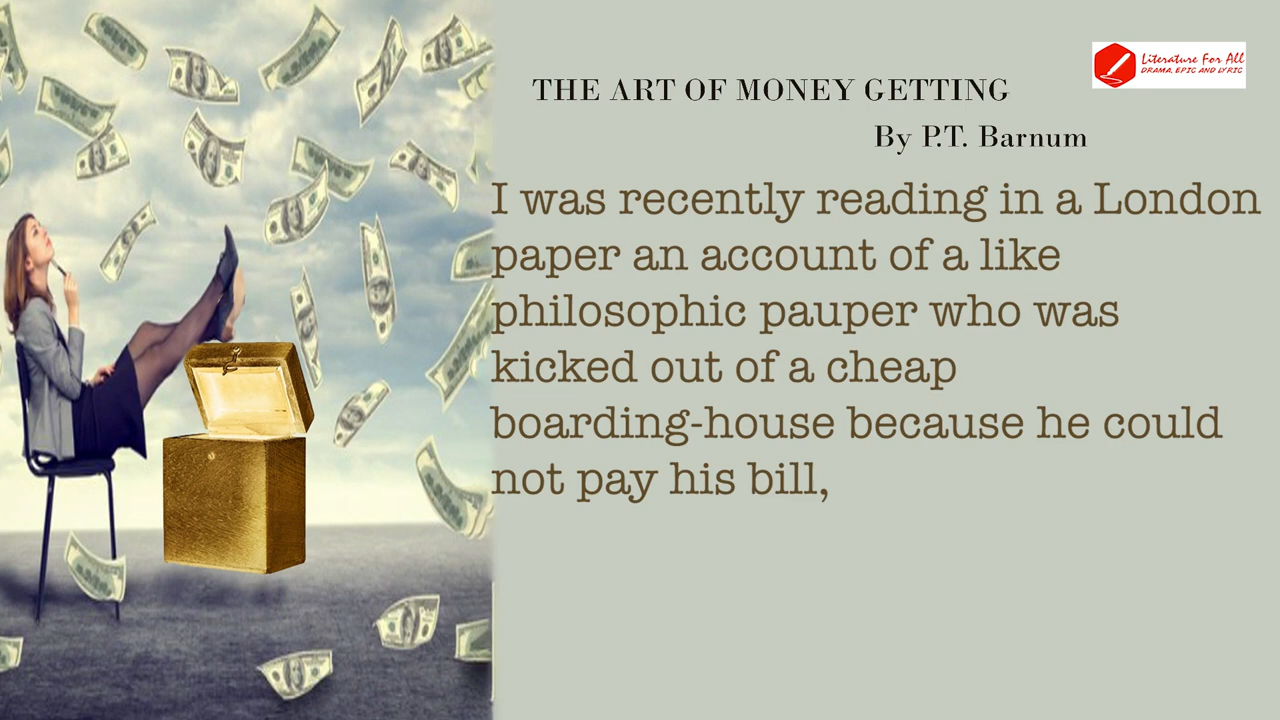 Literature For All
DRAMA, EPIC AND LYRIC
THE ART OF MONEY GETTING
By P.T. Barnum
I was recently reading in a London
paper an account of a like
philosophic pauper who was
kicked out of a cheap
boarding-house because he could
not pay his bill,